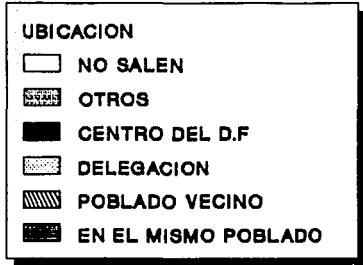 UBICACION
NO SALEN
OTROS
CENTRO DEL D.F
DELEGACION
POBLADO VECINO
EN EL MISMO POBLADO